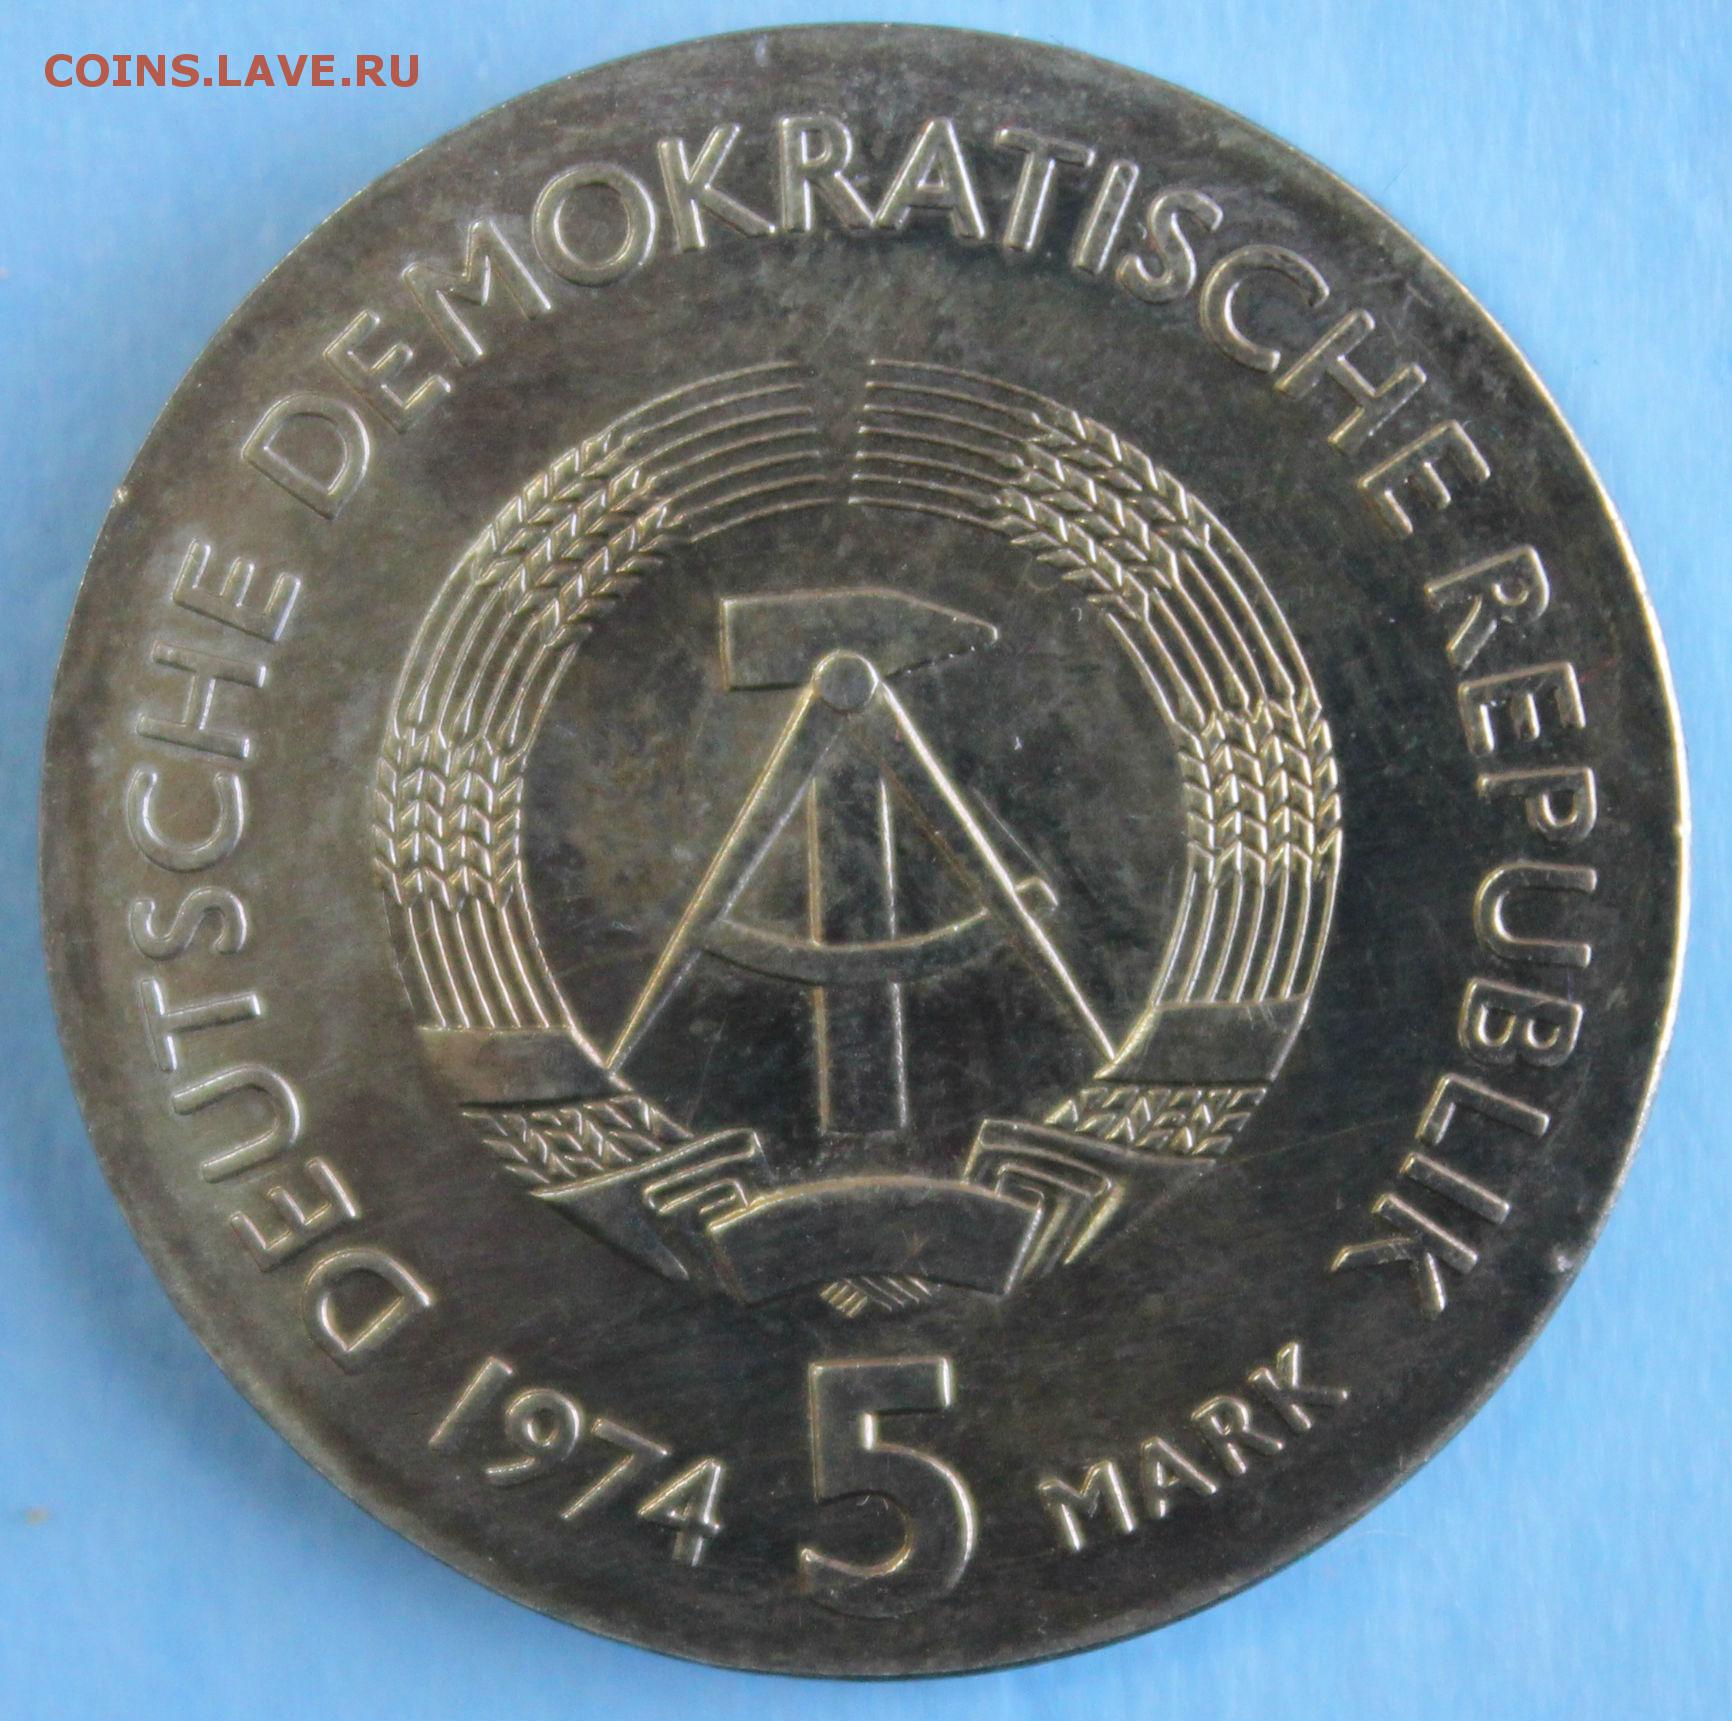 COINS.LAVE.RU
DEUTSCHE DEMOKRATISCHE REPUBLIK
1974 5 MARK